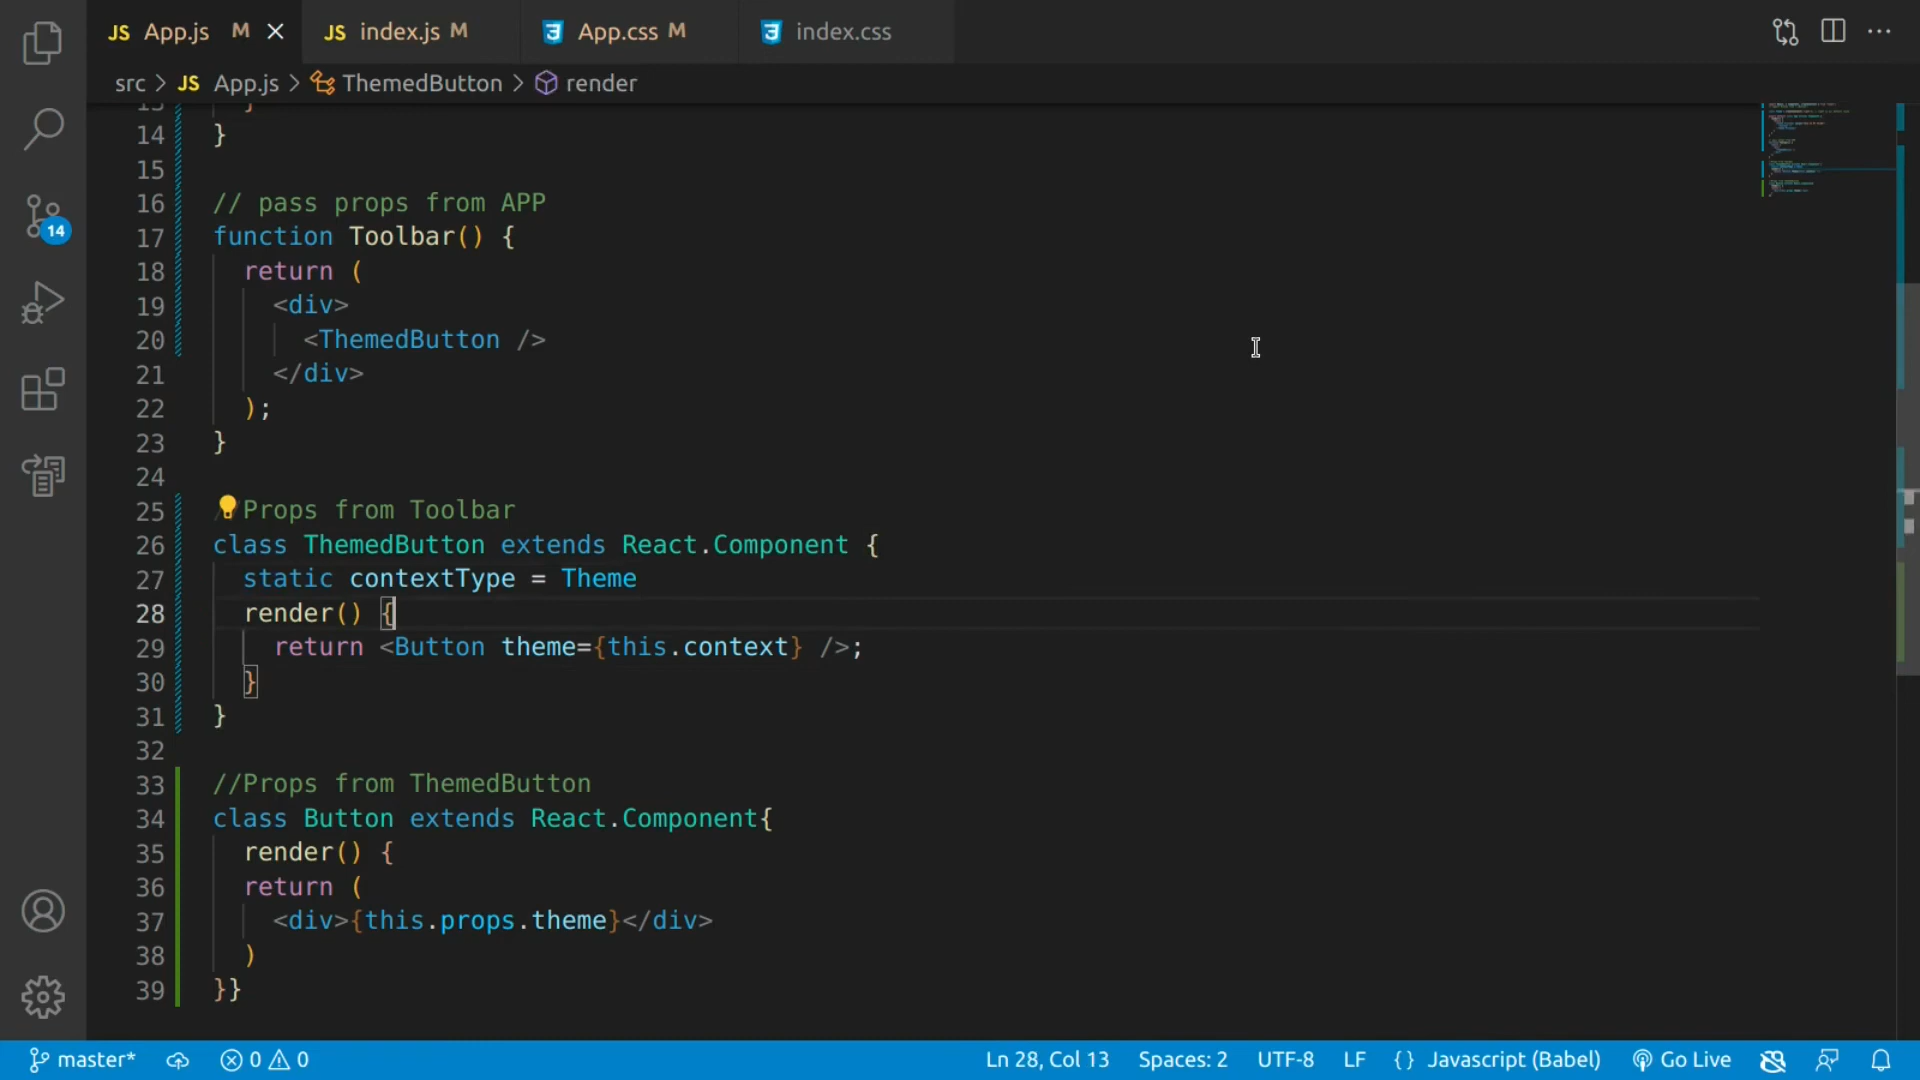 JS App.js M JS index.js M App.css M index.css
src > JS App.js > ThemedButton > render
13 }
14 }
15
16 // pass props from APP
17 function Toolbar() {
18 return (
19 <div>
20 <ThemedButton />
21 </div>
22 );
23 }
24
25 Props from Toolbar
26 class ThemedButton extends React.Component {
27 static contextType = Theme
28 render() {
29 return <Button theme={this.context} />;
30 }
31 }
32
33 //Props from ThemedButton
34 class Button extends React.Component{
35 render() {
36 return (
37 <div>{this.props.theme}</div>
38 )
39 }}
14
master* 0 0 Ln 28, Col 13 Spaces: 2 UTF-8 LF { } Javascript (Babel) Go Live